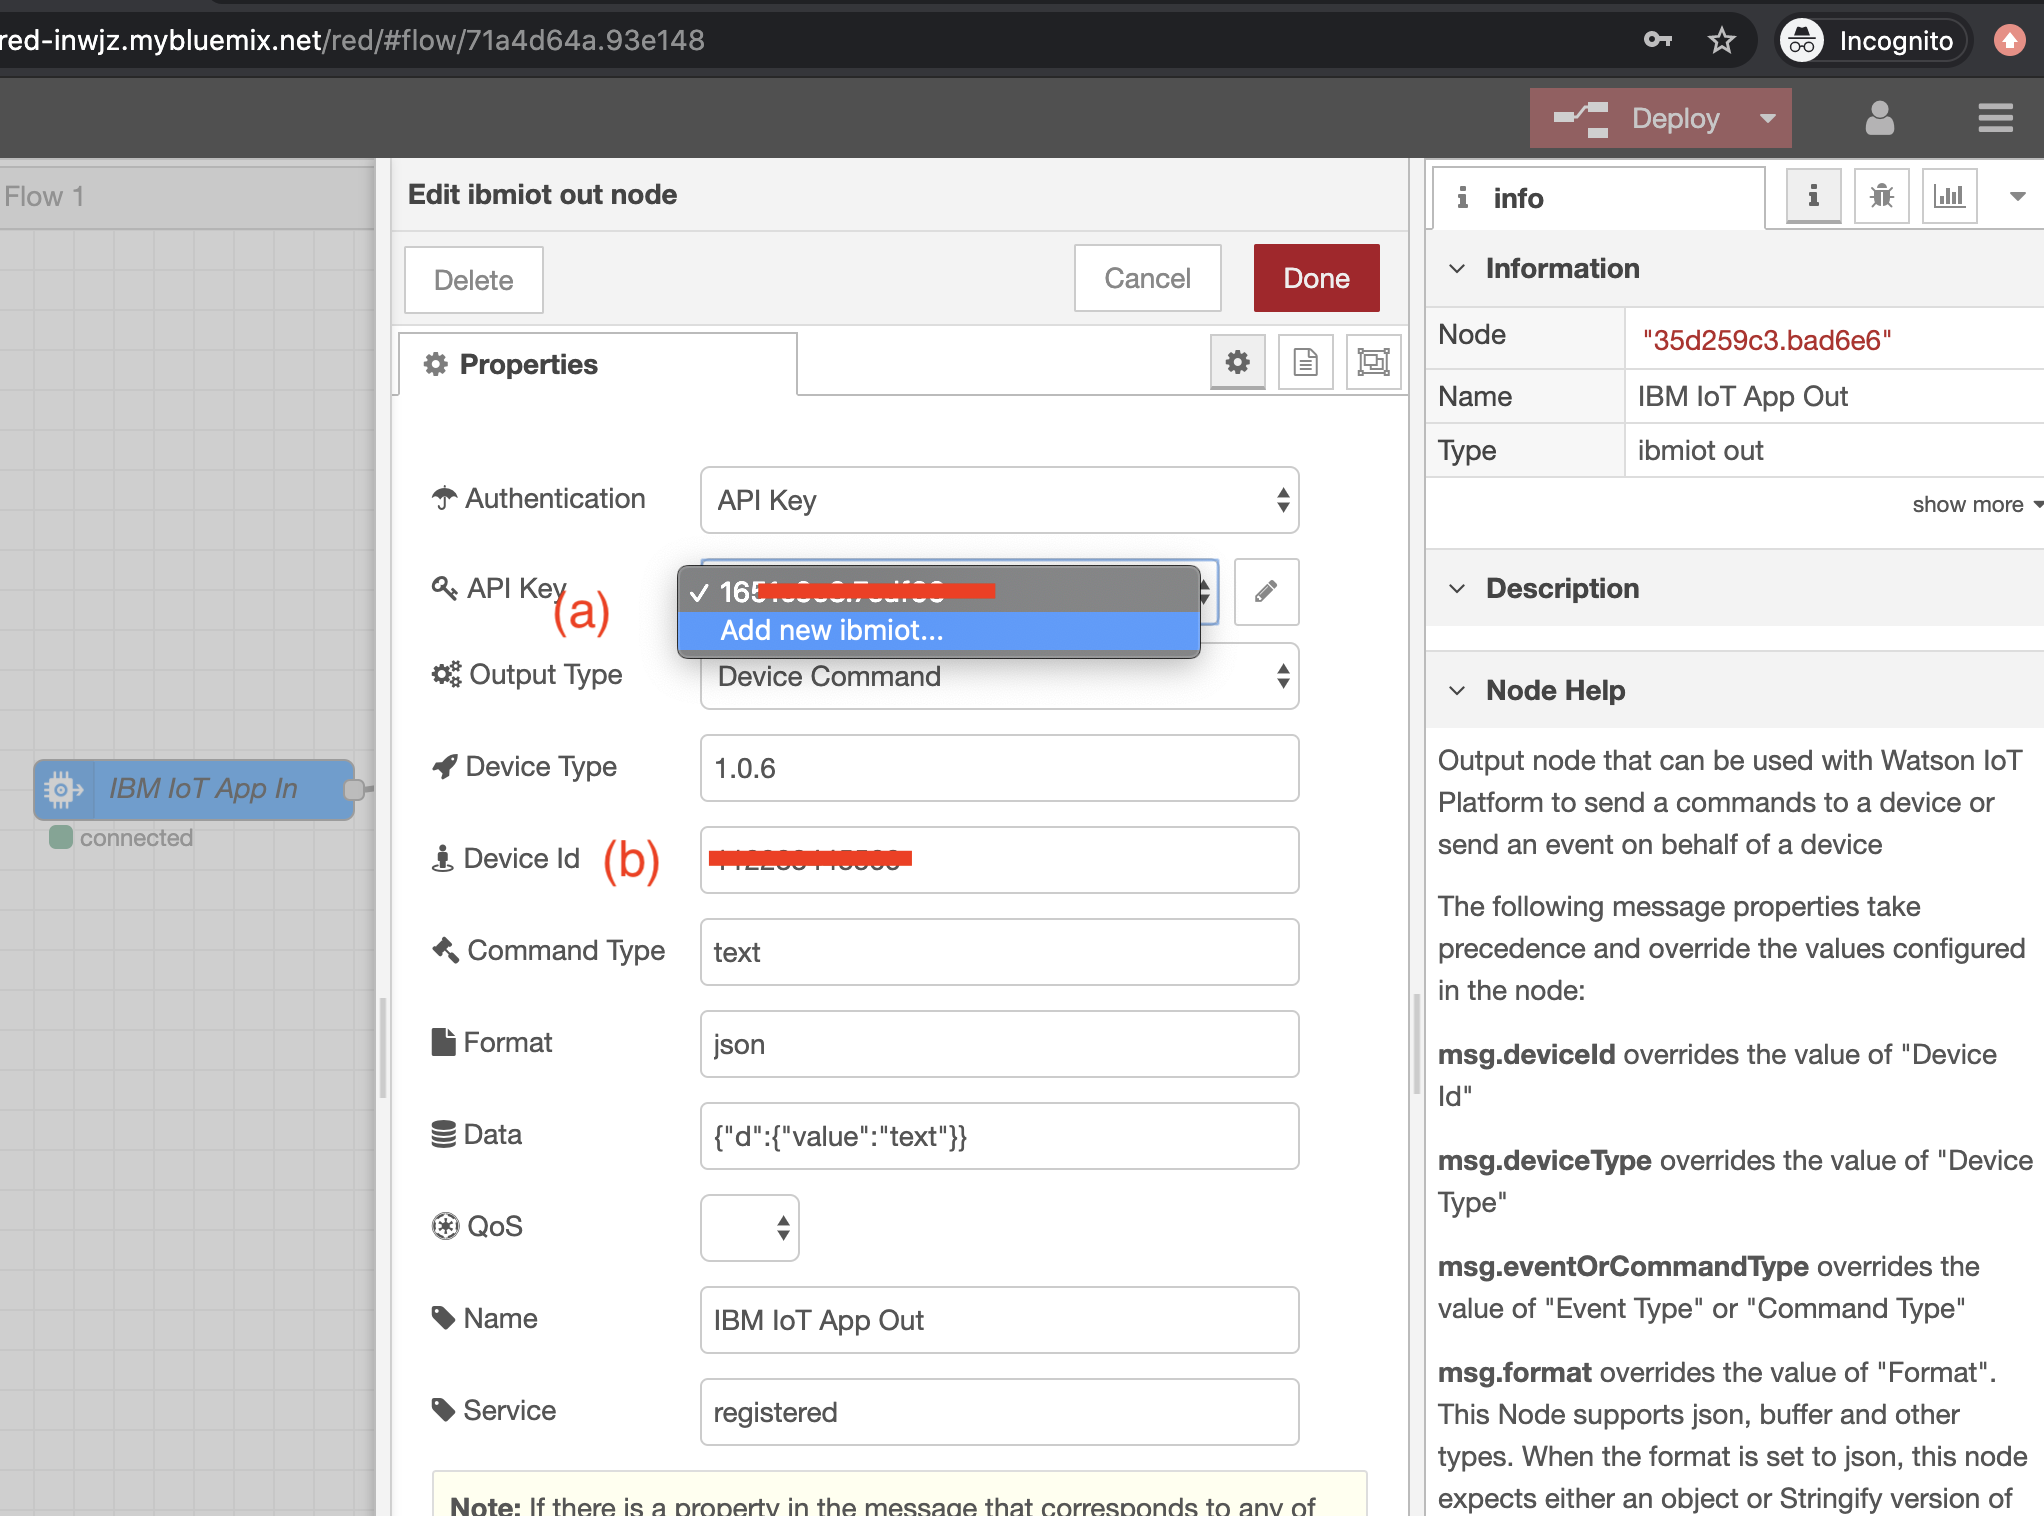 red-inwjz.mybluemix.net/red/#flow/71a4d64a.93e148
Incognito
Deploy
Flow 1
Edit ibmiot out node
Delete
Cancel
Done
Properties
Authentication
API Key
API Key
(a)
Add new ibmiot...
Output Type
Device Command
Device Type
1.0.6
Device Id
(b)
Command Type
text
Format
json
Data
{"d":{"value":"text"}}
QoS
Name
IBM IoT App Out
Service
registered
Note: If there is a property in the message that corresponds to any of
IBM IoT App In
connected
info
Information
Node
"35d259c3.bad6e6"
Name
IBM IoT App Out
Type
ibmiot out
show more
Description
Node Help
Output node that can be used with Watson IoT
Platform to send a commands to a device or
send an event on behalf of a device
The following message properties take
precedence and override the values configured
in the node:
msg.deviceId overrides the value of "Device
Id"
msg.deviceType overrides the value of "Device
Type"
msg.eventOrCommandType overrides the
value of "Event Type" or "Command Type"
msg.format overrides the value of "Format".
This Node supports json, buffer and other
types. When the format is set to json, this node
expects either an object or Stringify version of